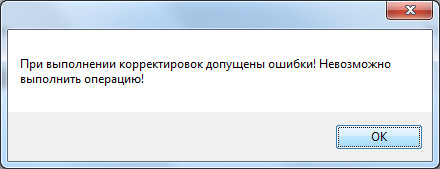 При выполнении корректировок допущены ошибки! Невозможно
выполнить операцию!
OK